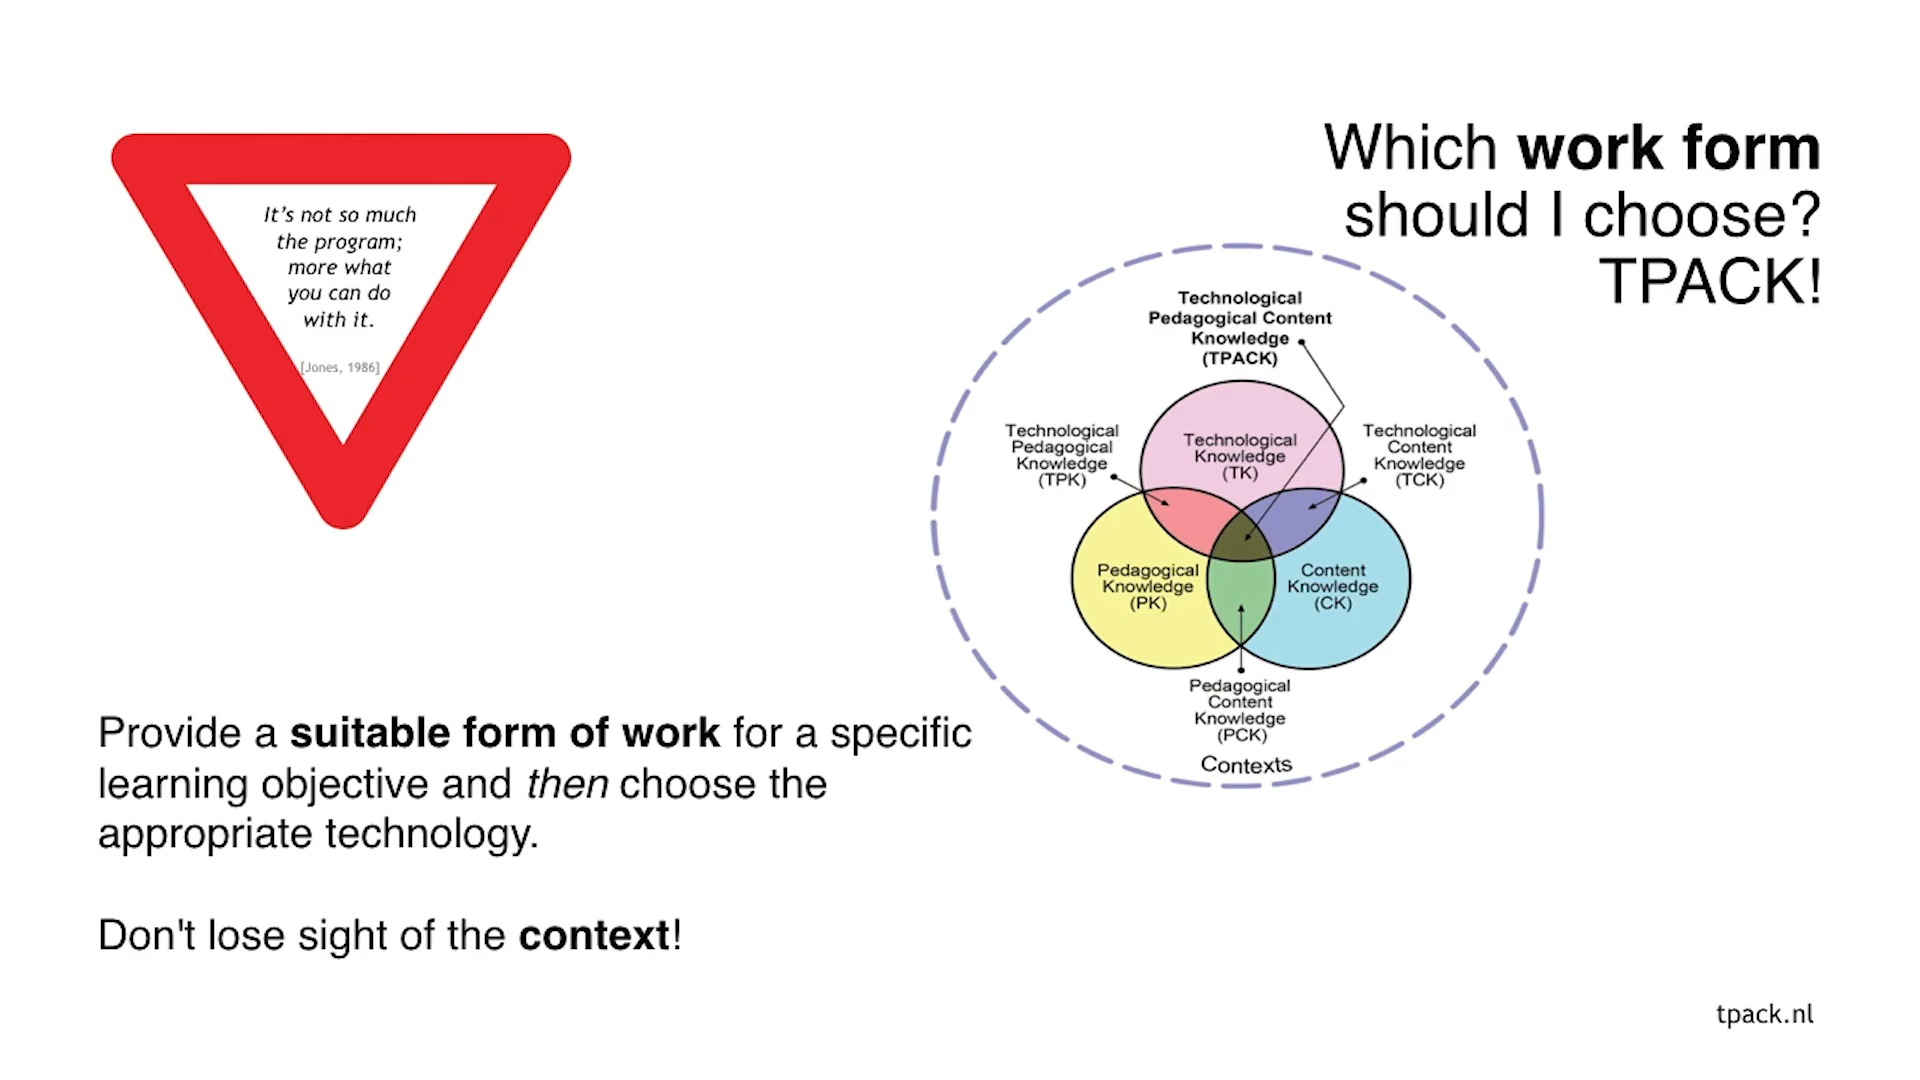 Which work form
should I choose?
TPACK!
It's not so much
the program;
more what
you can do
with it.
[Jones, 1986]
Technological
Pedagogical Content
Knowledge
(TPACK)
Technological
Pedagogical
Knowledge
(TPK)
Technological
Knowledge
(TK)
Technological
Content
Knowledge
(TCK)
Pedagogical
Knowledge
(PK)
Content
Knowledge
(CK)
Pedagogical
Content
Knowledge
(PCK)
Contexts
Provide a suitable form of work for a specific
learning objective and then choose the
appropriate technology.
Don't lose sight of the context!
tpack.nl